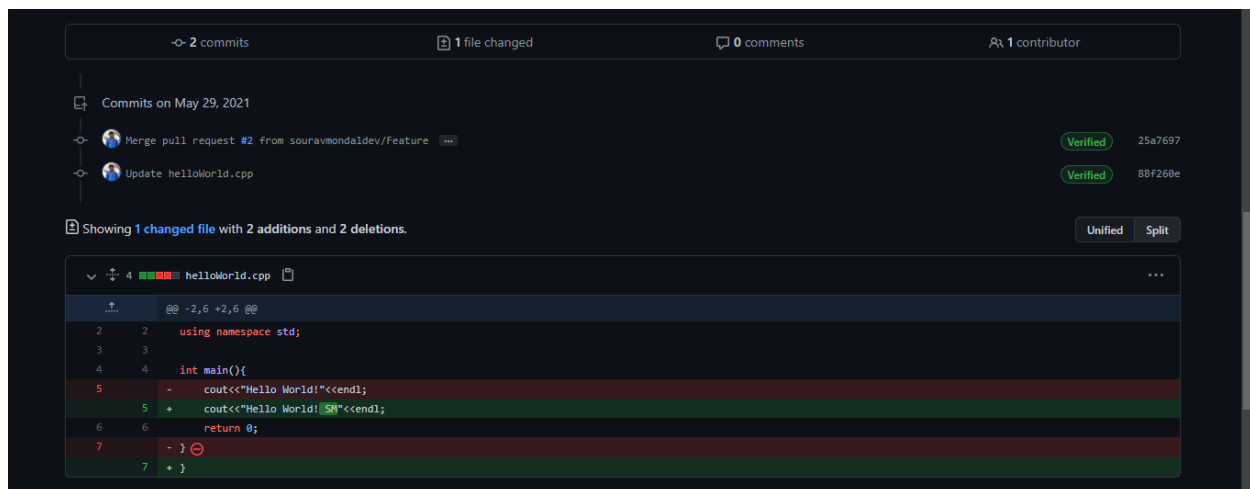 2 commits 1 file changed 0 comments 1 contributor
Commits on May 29, 2021
Merge pull request #2 from souravmondaldev/Feature ... Verified 25a7697
Update helloWorld.cpp Verified 88f260e
Showing 1 changed file with 2 additions and 2 deletions. Unified Split
4 helloWorld.cpp ...
@@ -2,6 +2,6 @@
2 2 using namespace std;
3 3
4 4 int main(){
5 - cout<<"Hello World!"<<endl;
5 + cout<<"Hello World! SM"<<endl;
6 6 return 0;
7 - }
7 + }